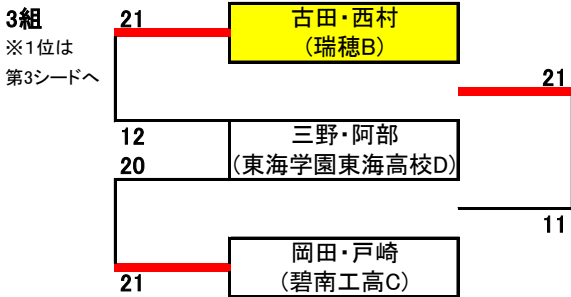 3組
※1位は
第3シードへ
21
古田・西村
(瑞穂B)
21
12
20
三野・阿部
(東海学園東海高校D)
11
21
岡田・戸崎
(碧南工高C)